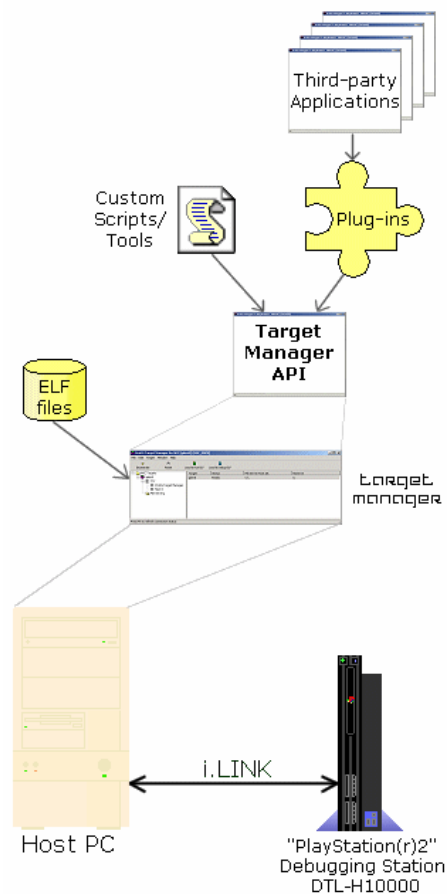 Third-party
Applications
Custom
Scripts/
Tools
Plug-ins
Target
Manager
API
ELF
files
target
manager
i.LINK
Host PC
"PlayStation(r)2"
Debugging Station
DTL-H10000